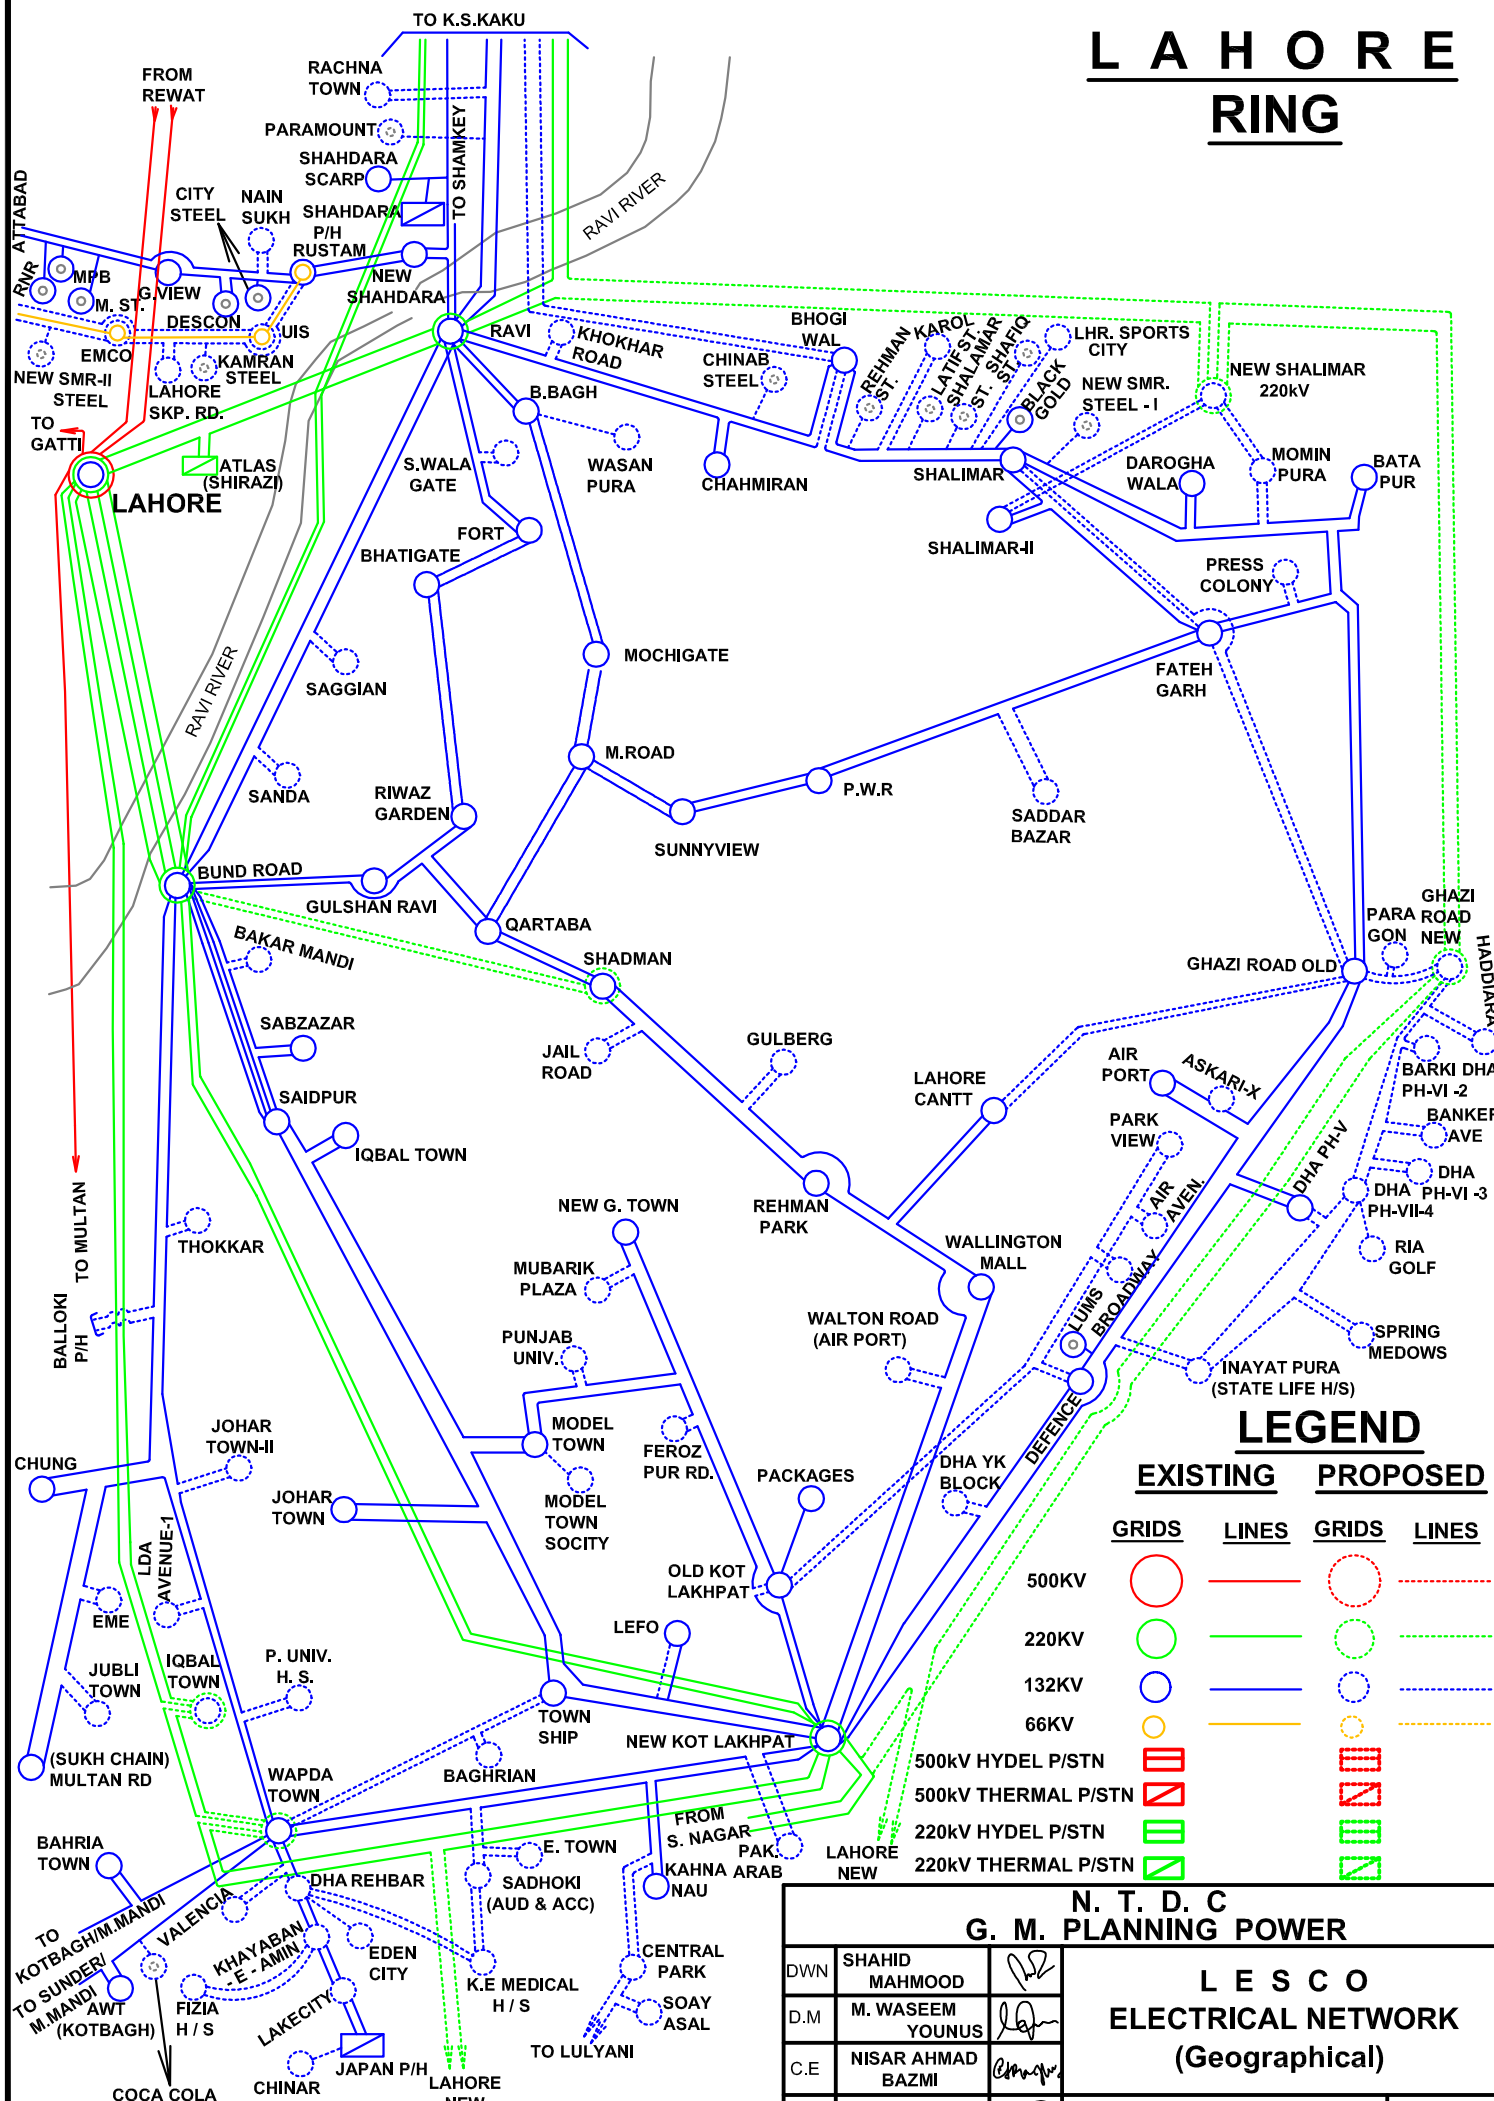 L A H O R E
RING
TO K.S.KAKU
FROM
REWAT
RACHNA
TOWN
PARAMOUNT
SHAHDARA
SCARP
SHAHDARA
P/H
TO SHAMKEY
RAVI RIVER
ATTABAD
CITY
STEEL
NAIN
SUKH
RUSTAM
NEW
SHAHDARA
RNR
MPB
M. ST.
G.VIEW
DESCON
UIS
EMCO
KAMRAN
STEEL
NEW SMR-II
STEEL
LAHORE
SKP. RD.
TO
GATTI
ATLAS
(SHIRAZI)
LAHORE
RAVI
KHOKHAR
ROAD
B.BAGH
CHINAB
STEEL
BHOGI
WAL
REHMAN
ST.
KAROL
LATIF ST.
SHALAMAR
ST.
SHAFIQ
ST.
BLACK
GOLD
LHR. SPORTS
CITY
NEW SMR.
STEEL - I
NEW SHALIMAR
220kV
S.WALA
GATE
WASAN
PURA
CHAHMIRAN
SHALIMAR
DAROGHA
WALA
MOMIN
PURA
BATA
PUR
FORT
SHALIMAR-II
BHATIGATE
PRESS
COLONY
MOCHIGATE
FATEH
GARH
SAGGIAN
RAVI RIVER
M.ROAD
P.W.R
SANDA
RIWAZ
GARDEN
SUNNYVIEW
SADDAR
BAZAR
BUND ROAD
GULSHAN RAVI
QARTABA
BAKAR MANDI
SHADMAN
GHAZI ROAD OLD
PARA
GON
GHAZI
ROAD
NEW
HADDIARA
SABZAZAR
JAIL
ROAD
GULBERG
LAHORE
CANTT
AIR
PORT
ASKARI-X
BARKI DHA
PH-VI -2
SAIDPUR
IQBAL TOWN
PARK
VIEW
BANKER
AVE
DHA PH-V
DHA
PH-VI -3
DHA
PH-VII-4
AIR
AVEN.
THOKKAR
TO MULTAN
NEW G. TOWN
REHMAN
PARK
WALLINGTON
MALL
RIA
GOLF
MUBARIK
PLAZA
BALLOKI
P/H
PUNJAB
UNIV.
WALTON ROAD
(AIR PORT)
LUMS
BROADWAY
SPRING
MEDOWS
INAYAT PURA
(STATE LIFE H/S)
CHUNG
JOHAR
TOWN-II
MODEL
TOWN
FEROZ
PUR RD.
PACKAGES
DEFENCE
DHA YK
BLOCK
JOHAR
TOWN
MODEL
TOWN
SOCITY
LDA
AVENUE-1
OLD KOT
LAKHPAT
EME
LEFO
JUBLI
TOWN
IQBAL
TOWN
P. UNIV.
H. S.
TOWN
SHIP
NEW KOT LAKHPAT
(SUKH CHAIN)
MULTAN RD
WAPDA
TOWN
BAGHRIAN
FROM
S. NAGAR
PAK.
ARAB
LAHORE
NEW
BAHRIA
TOWN
DHA REHBAR
E. TOWN
SADHOKI
(AUD & ACC)
KAHNA
NAU
TO
KOTBAGH/M.MANDI
VALENCIA
KHAYABAN
- E - AMIN
EDEN
CITY
CENTRAL
PARK
TO SUNDER/
M.MANDI
AWT
(KOTBAGH)
FIZIA
H / S
LAKECITY
K.E MEDICAL
H / S
SOAY
ASAL
TO LULYANI
COCA COLA
CHINAR
JAPAN P/H
LAHORE
NEW
LEGEND
EXISTING PROPOSED
GRIDS LINES GRIDS LINES
500KV
220KV
132KV
66KV
500kV HYDEL P/STN
500kV THERMAL P/STN
220kV HYDEL P/STN
220kV THERMAL P/STN
N. T. D. C
G. M. PLANNING POWER
DWN SHAHID
MAHMOOD
D.M M. WASEEM
YOUNUS
C.E NISAR AHMAD
BAZMI
L E S C O
ELECTRICAL NETWORK
(Geographical)